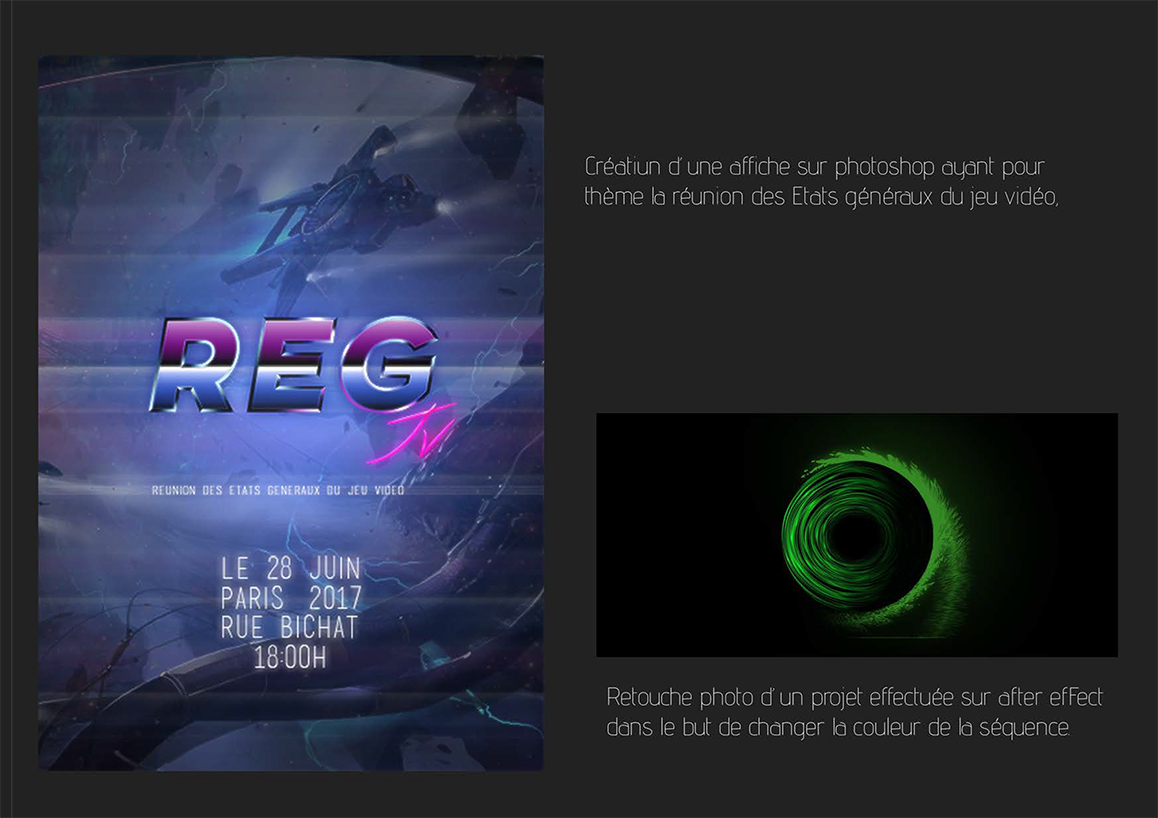 REG
TV
REUNION DES ETATS GENERAUX DU JEU VIDEO
LE 28 JUIN
PARIS 2017
RUE BICHAT
18:00H
Créatiun d'une affiche sur photoshop ayant pour
thème la réunion des Etats généraux du jeu vidéo,
Retouche photo d'un projet effectuée sur after efFect
dans le but de changer la couleur de la séquence.